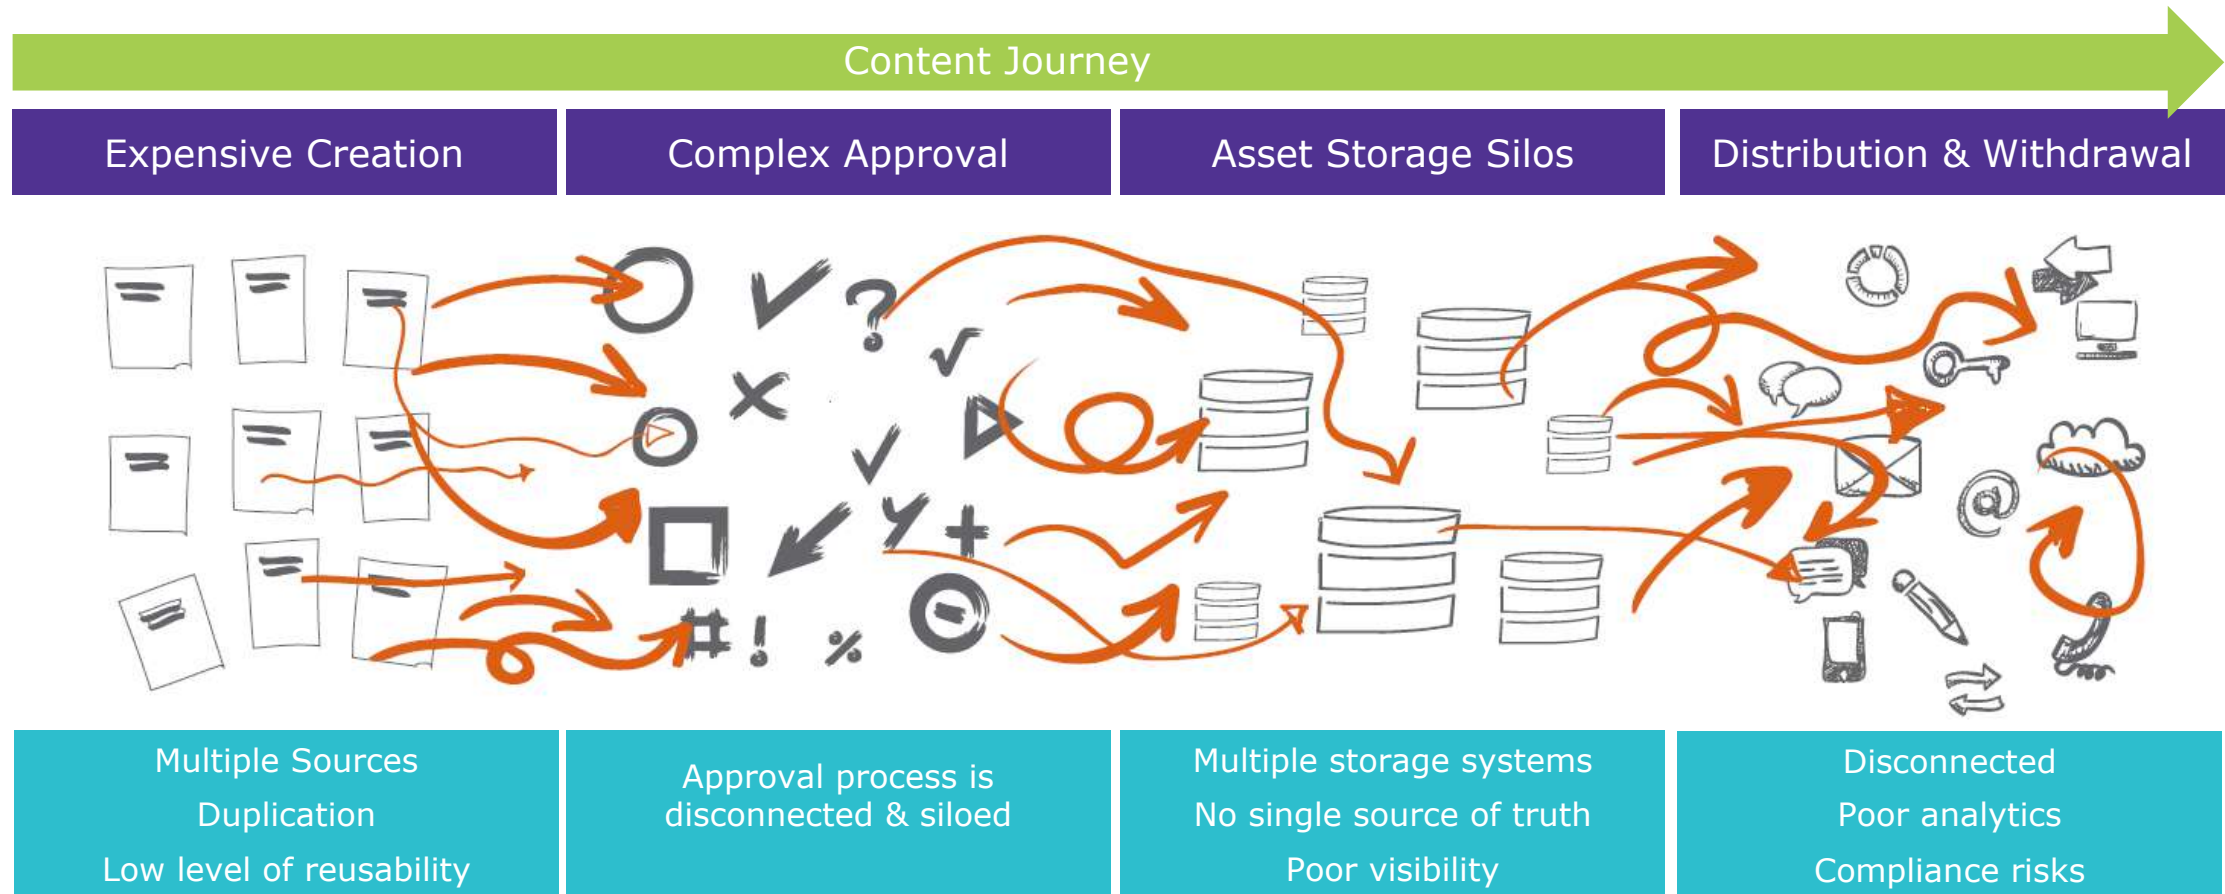 Content Journey
Expensive Creation
Complex Approval
Asset Storage Silos
Distribution & Withdrawal
Multiple Sources
Duplication
Low level of reusability
Approval process is
disconnected & siloed
Multiple storage systems
No single source of truth
Poor visibility
Disconnected
Poor analytics
Compliance risks